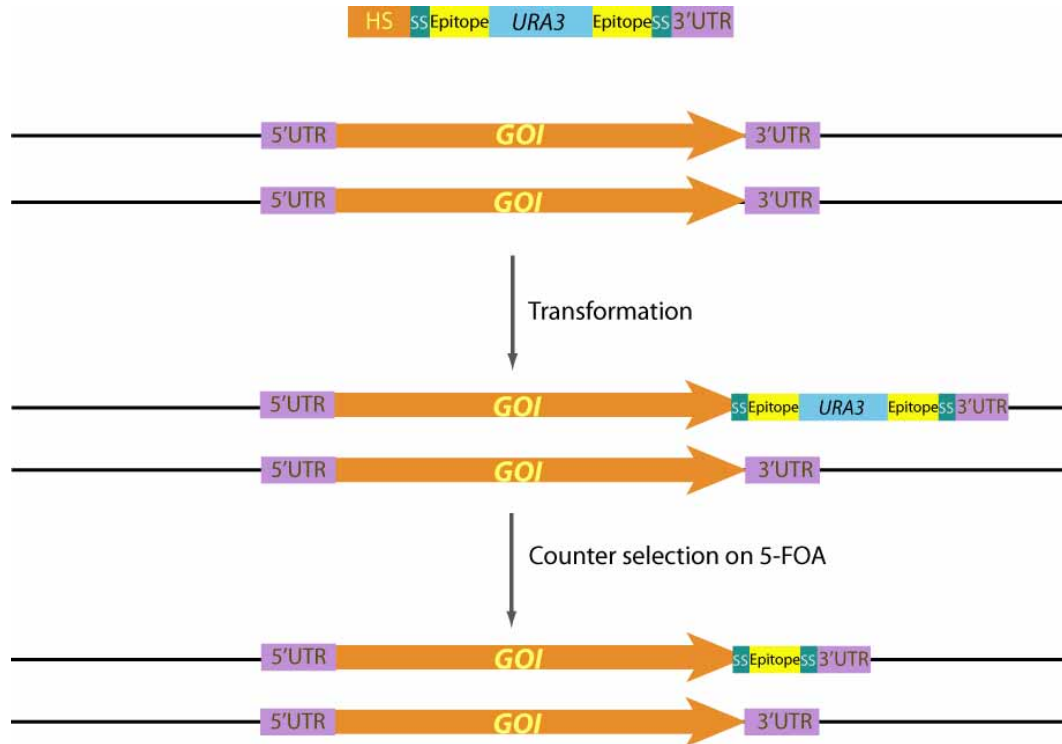 HS SS Epitope URA3 Epitope SS 3'UTR
5'UTR GOI 3'UTR
5'UTR GOI 3'UTR
Transformation
5'UTR GOI SS Epitope URA3 Epitope SS 3'UTR
5'UTR GOI 3'UTR
Counter selection on 5-FOA
5'UTR GOI SS Epitope SS 3'UTR
5'UTR GOI 3'UTR